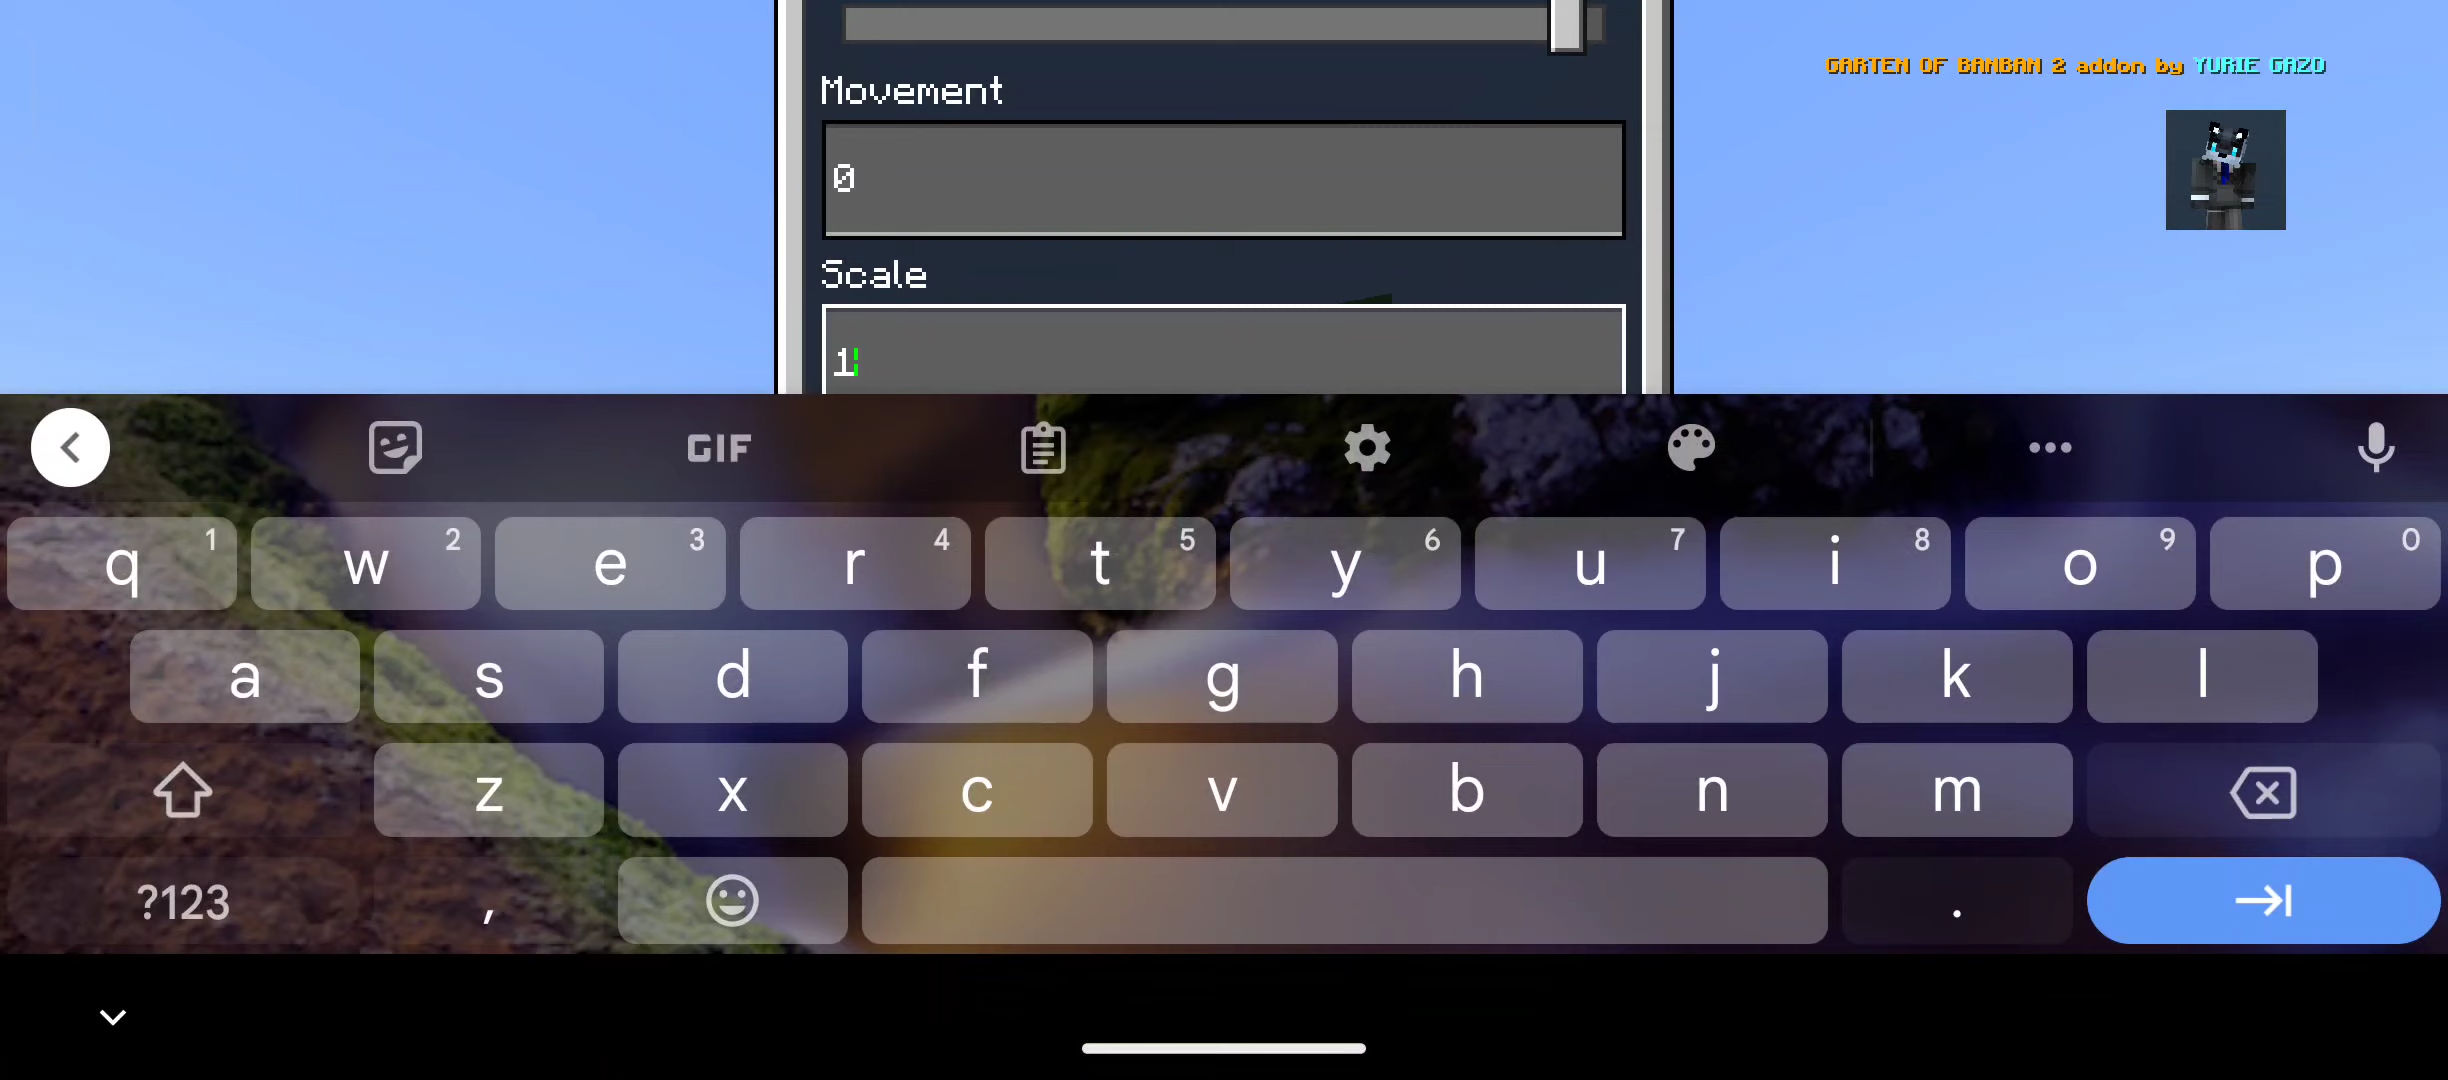 GARTEN OF BANBAN 2 addon by YURIE GAZO
Movement
0
Scale
1
GIF
q 1 w 2 e 3 r 4 t 5 y 6 u 7 i 8 o 9 p 0
a s d f g h j k l
z x c v b n m
?123 , .